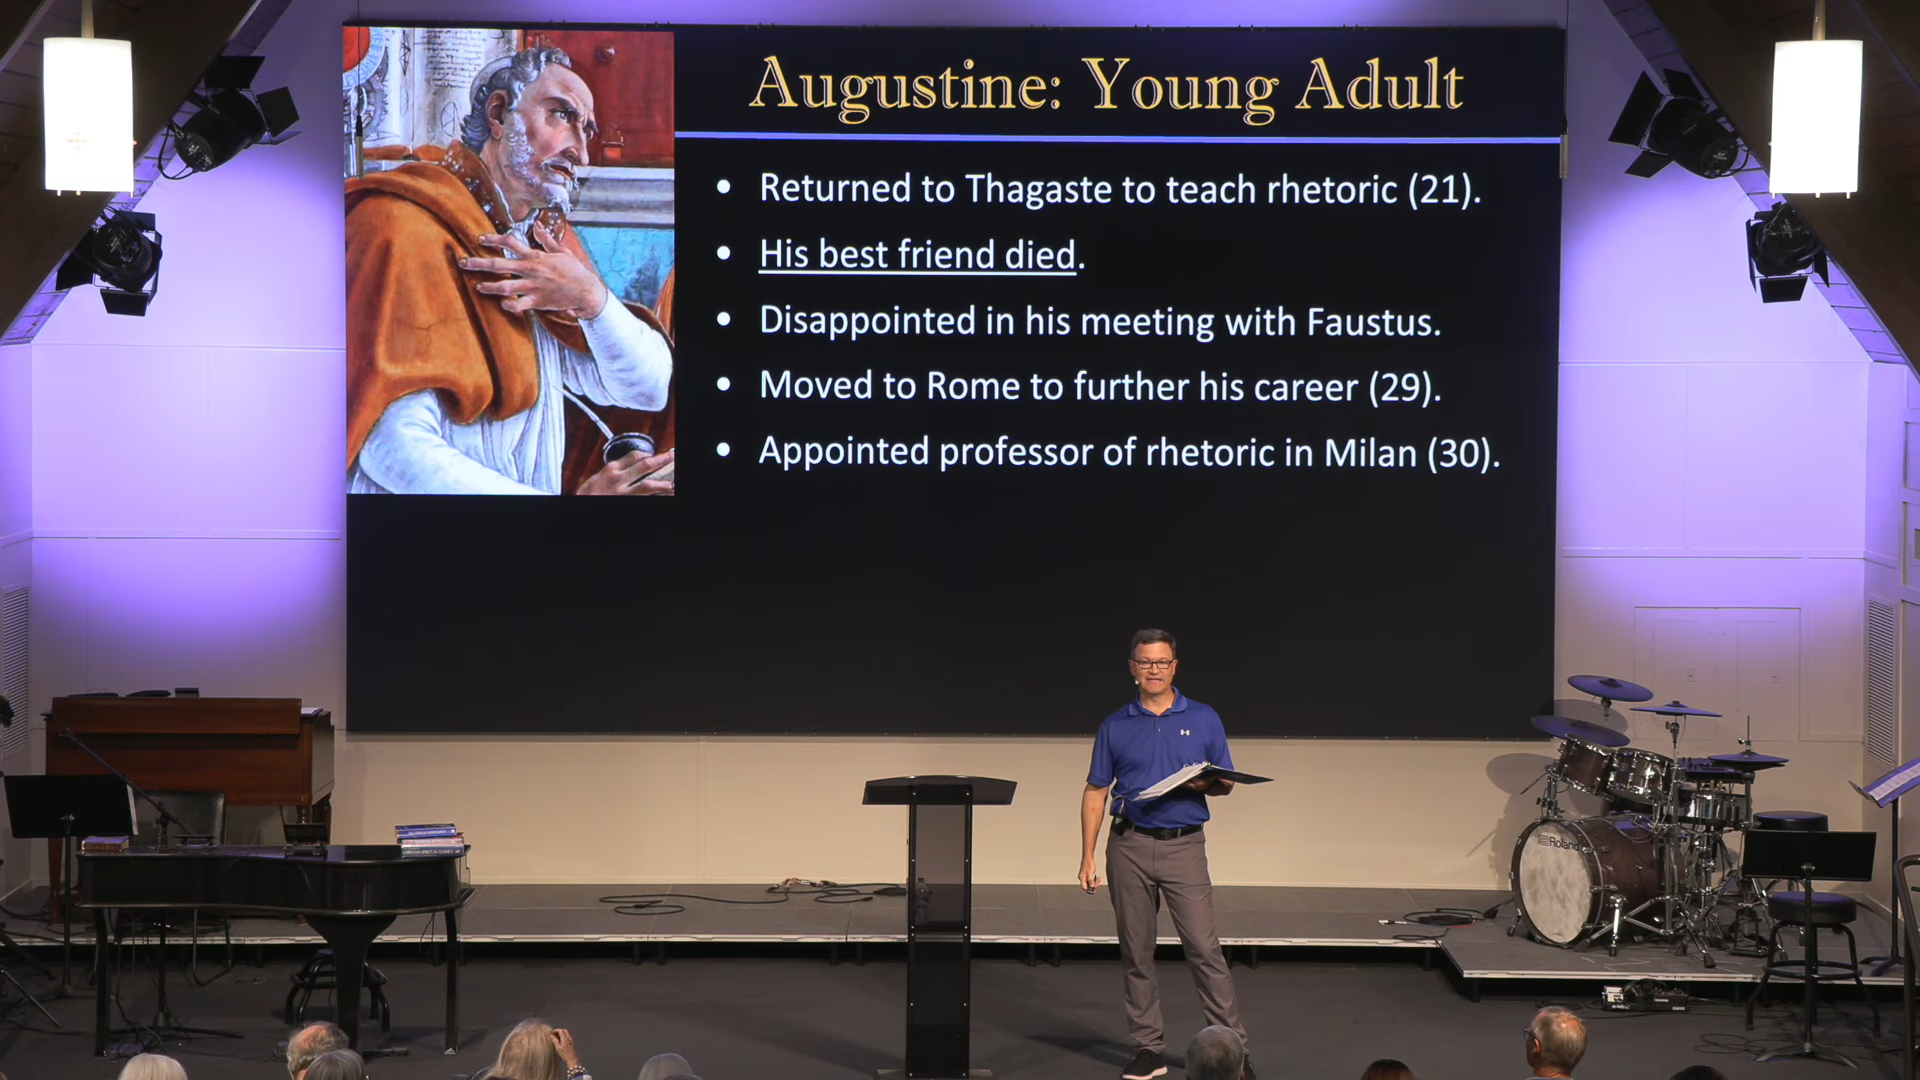 Augustine: Young Adult
• Returned to Thagaste to teach rhetoric (21).
• His best friend died.
• Disappointed in his meeting with Faustus.
• Moved to Rome to further his career (29).
• Appointed professor of rhetoric in Milan (30).
Roland